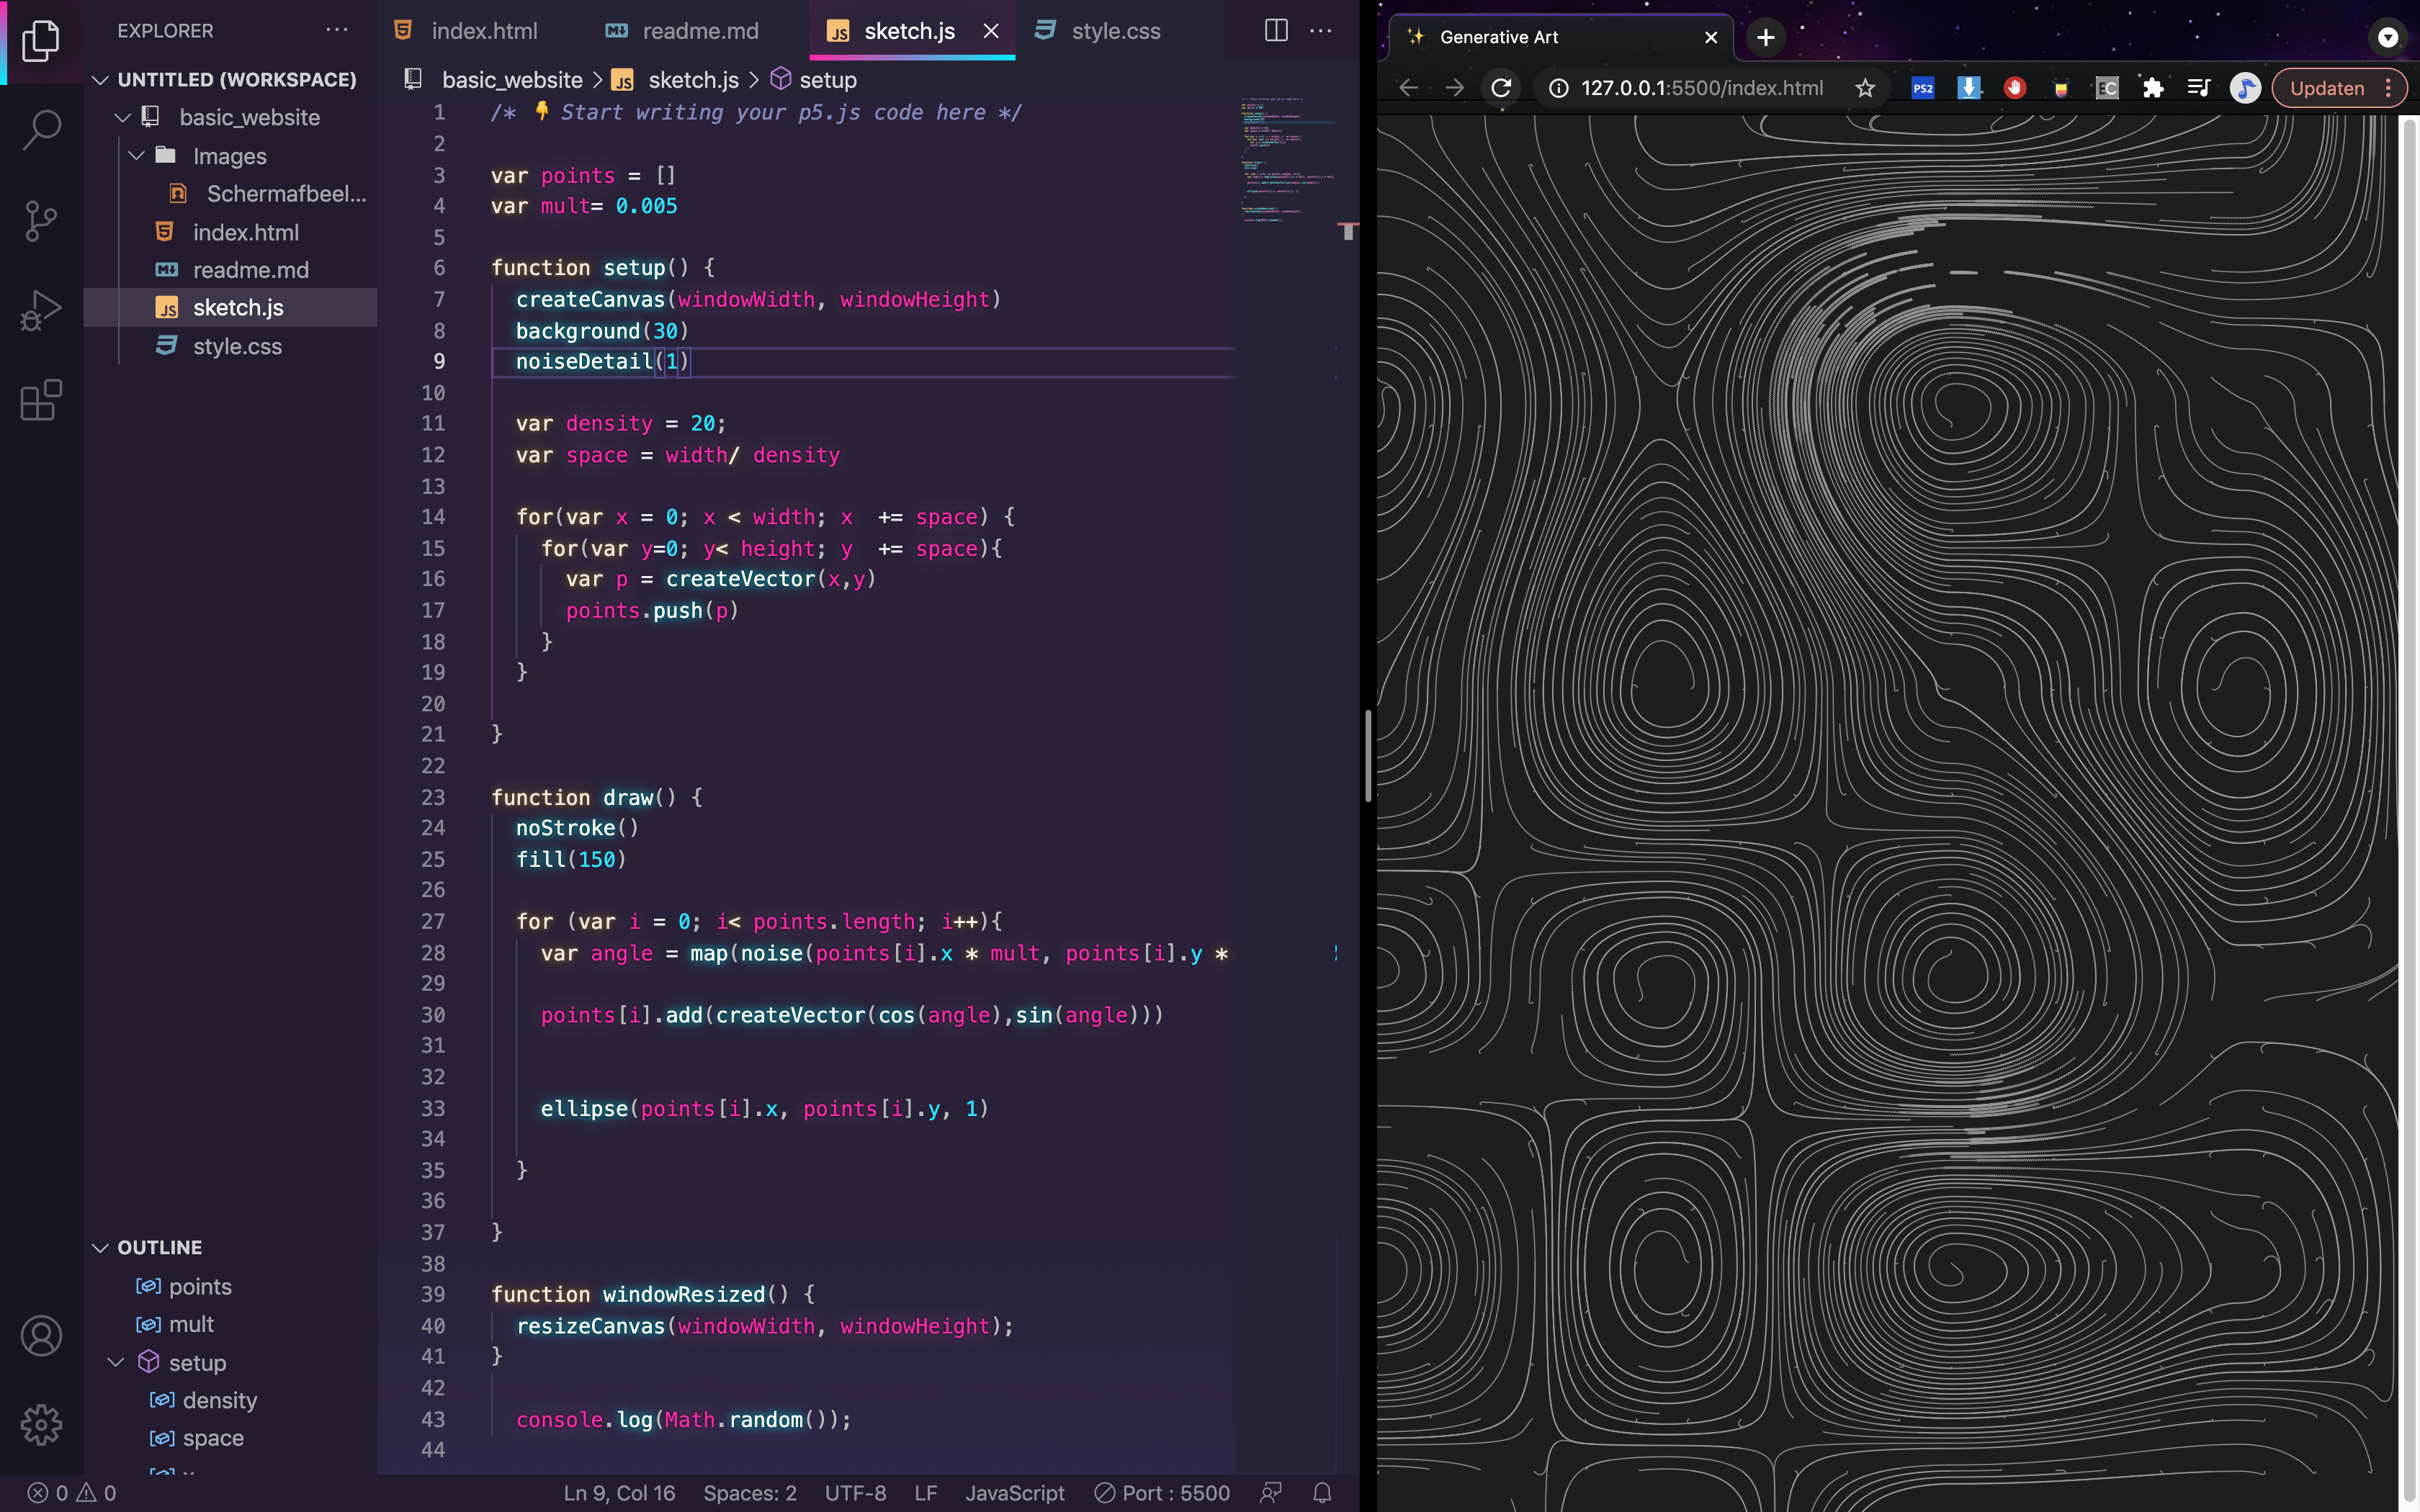 EXPLORER
UNTITLED (WORKSPACE)
basic_website
Images
Schermafbeel...
index.html
readme.md
sketch.js
style.css
OUTLINE
points
mult
setup
density
space
index.html
readme.md
JS sketch.js
style.css
basic_website > JS sketch.js > setup
1 /* 👇 Start writing your p5.js code here */
2
3 var points = []
4 var mult= 0.005
5
6 function setup() {
7 createCanvas(windowWidth, windowHeight)
8 background(30)
9 noiseDetail(1)
10
11 var density = 20;
12 var space = width/ density
13
14 for(var x = 0; x < width; x  += space) {
15 for(var y=0; y< height; y  += space){
16 var p = createVector(x,y)
17 points.push(p)
18 }
19 }
20
21 }
22
23 function draw() {
24 noStroke()
25 fill(150)
26
27 for (var i = 0; i< points.length; i++){
28 var angle = map(noise(points[i].x * mult, points[i].y *
29
30 points[i].add(createVector(cos(angle),sin(angle)))
31
32
33 ellipse(points[i].x, points[i].y, 1)
34
35 }
36
37 }
38
39 function windowResized() {
40 resizeCanvas(windowWidth, windowHeight);
41 }
42
43 console.log(Math.random());
44
0 0
Ln 9, Col 16
Spaces: 2
UTF-8
LF
JavaScript
Port : 5500
Generative Art
127.0.0.1:5500/index.html
PS2
EC
Updaten